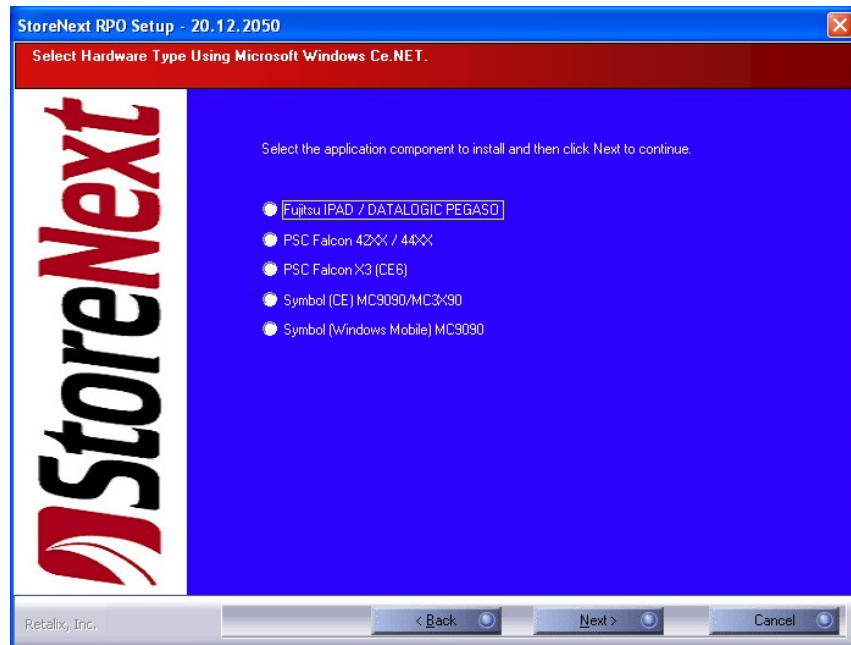 StoreNext RPO Setup - 20.12.2050
Select Hardware Type Using Microsoft Windows Ce.NET.
StoreNext
Select the application component to install and then click Next to continue.
Fujitsu IPAD / DATALOGIC PEGASO
PSC Falcon 42XX / 44XX
PSC Falcon X3 (CE6)
Symbol (CE) MC9090/MC3X90
Symbol (Windows Mobile) MC9090
Retalix, Inc.
< Back
Next >
Cancel